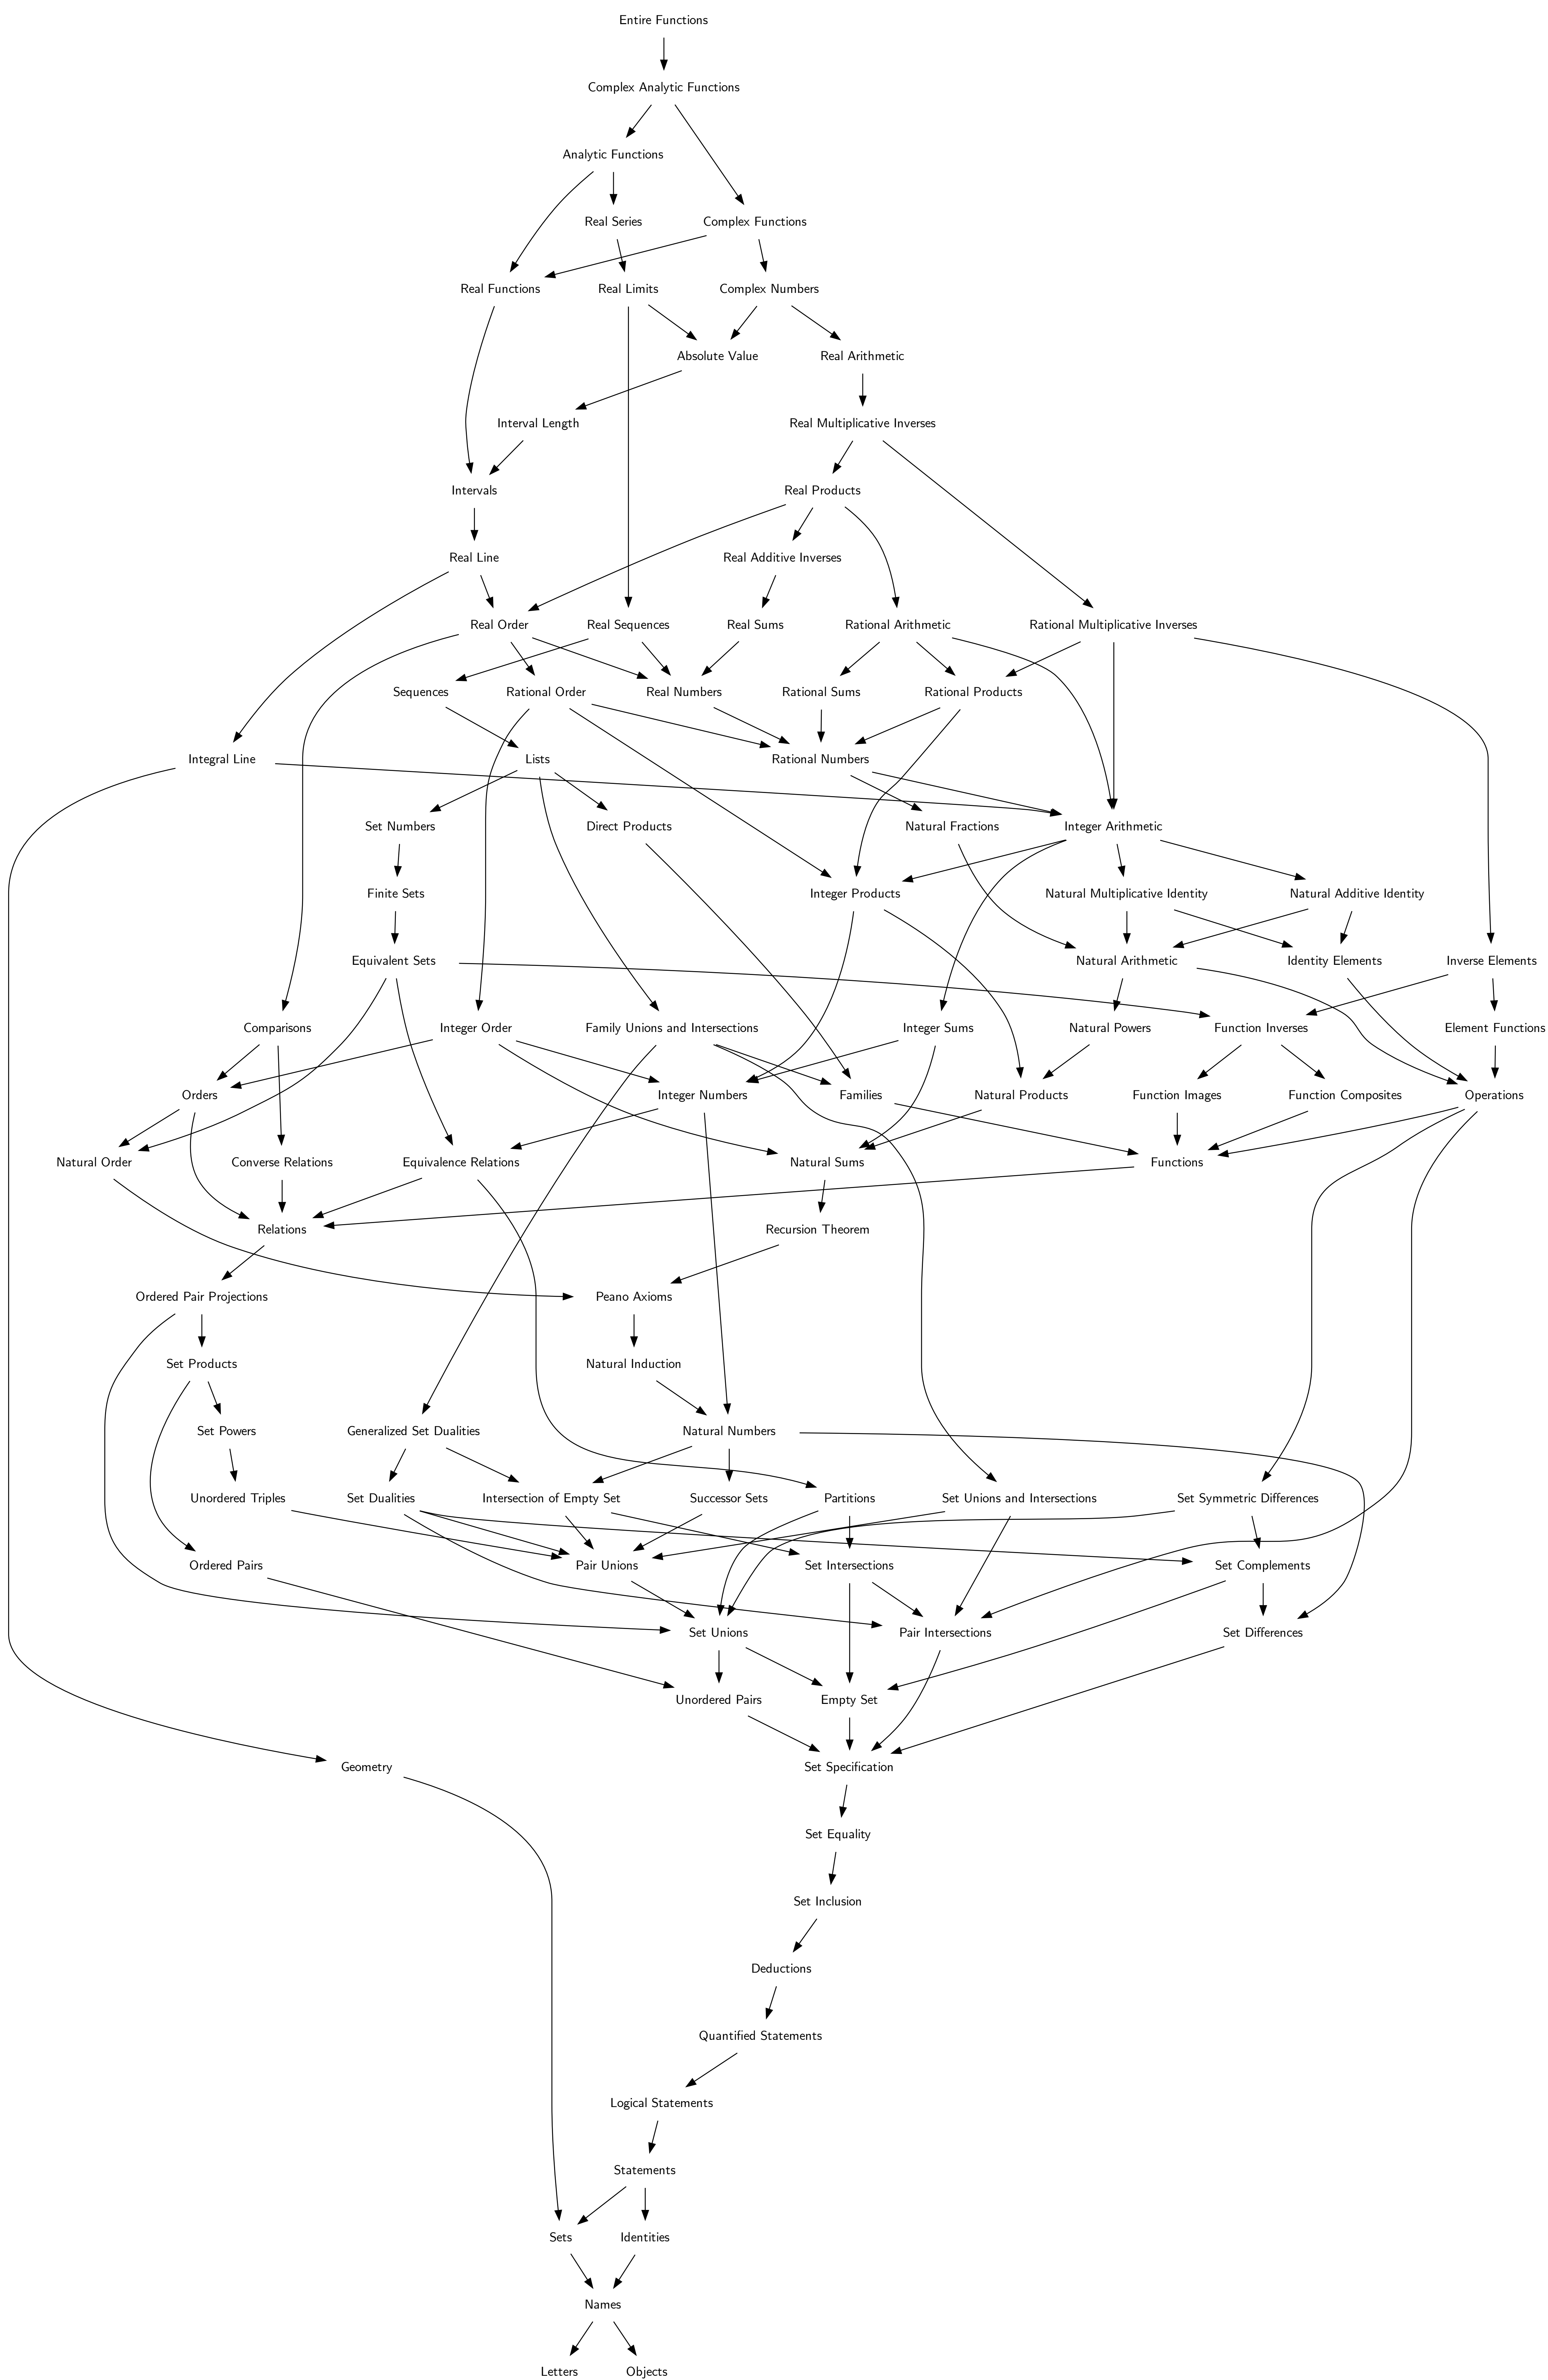 Entire Functions
Complex Analytic Functions
Analytic Functions
Real Series
Complex Functions
Real Functions
Real Limits
Complex Numbers
Absolute Value
Real Arithmetic
Interval Length
Real Multiplicative Inverses
Intervals
Real Products
Real Line
Real Additive Inverses
Real Order
Real Sequences
Real Sums
Rational Arithmetic
Rational Multiplicative Inverses
Sequences
Rational Order
Real Numbers
Rational Sums
Rational Products
Integral Line
Lists
Rational Numbers
Set Numbers
Direct Products
Natural Fractions
Integer Arithmetic
Finite Sets
Integer Products
Natural Multiplicative Identity
Natural Additive Identity
Equivalent Sets
Natural Arithmetic
Identity Elements
Inverse Elements
Comparisons
Integer Order
Family Unions and Intersections
Integer Sums
Natural Powers
Function Inverses
Element Functions
Orders
Integer Numbers
Families
Natural Products
Function Images
Function Composites
Operations
Natural Order
Converse Relations
Equivalence Relations
Natural Sums
Functions
Relations
Recursion Theorem
Ordered Pair Projections
Peano Axioms
Set Products
Natural Induction
Set Powers
Generalized Set Dualities
Natural Numbers
Unordered Triples
Set Dualities
Intersection of Empty Set
Successor Sets
Partitions
Set Unions and Intersections
Set Symmetric Differences
Ordered Pairs
Pair Unions
Set Intersections
Set Complements
Set Unions
Pair Intersections
Set Differences
Unordered Pairs
Empty Set
Geometry
Set Specification
Set Equality
Set Inclusion
Deductions
Quantified Statements
Logical Statements
Statements
Sets
Identities
Names
Letters
Objects